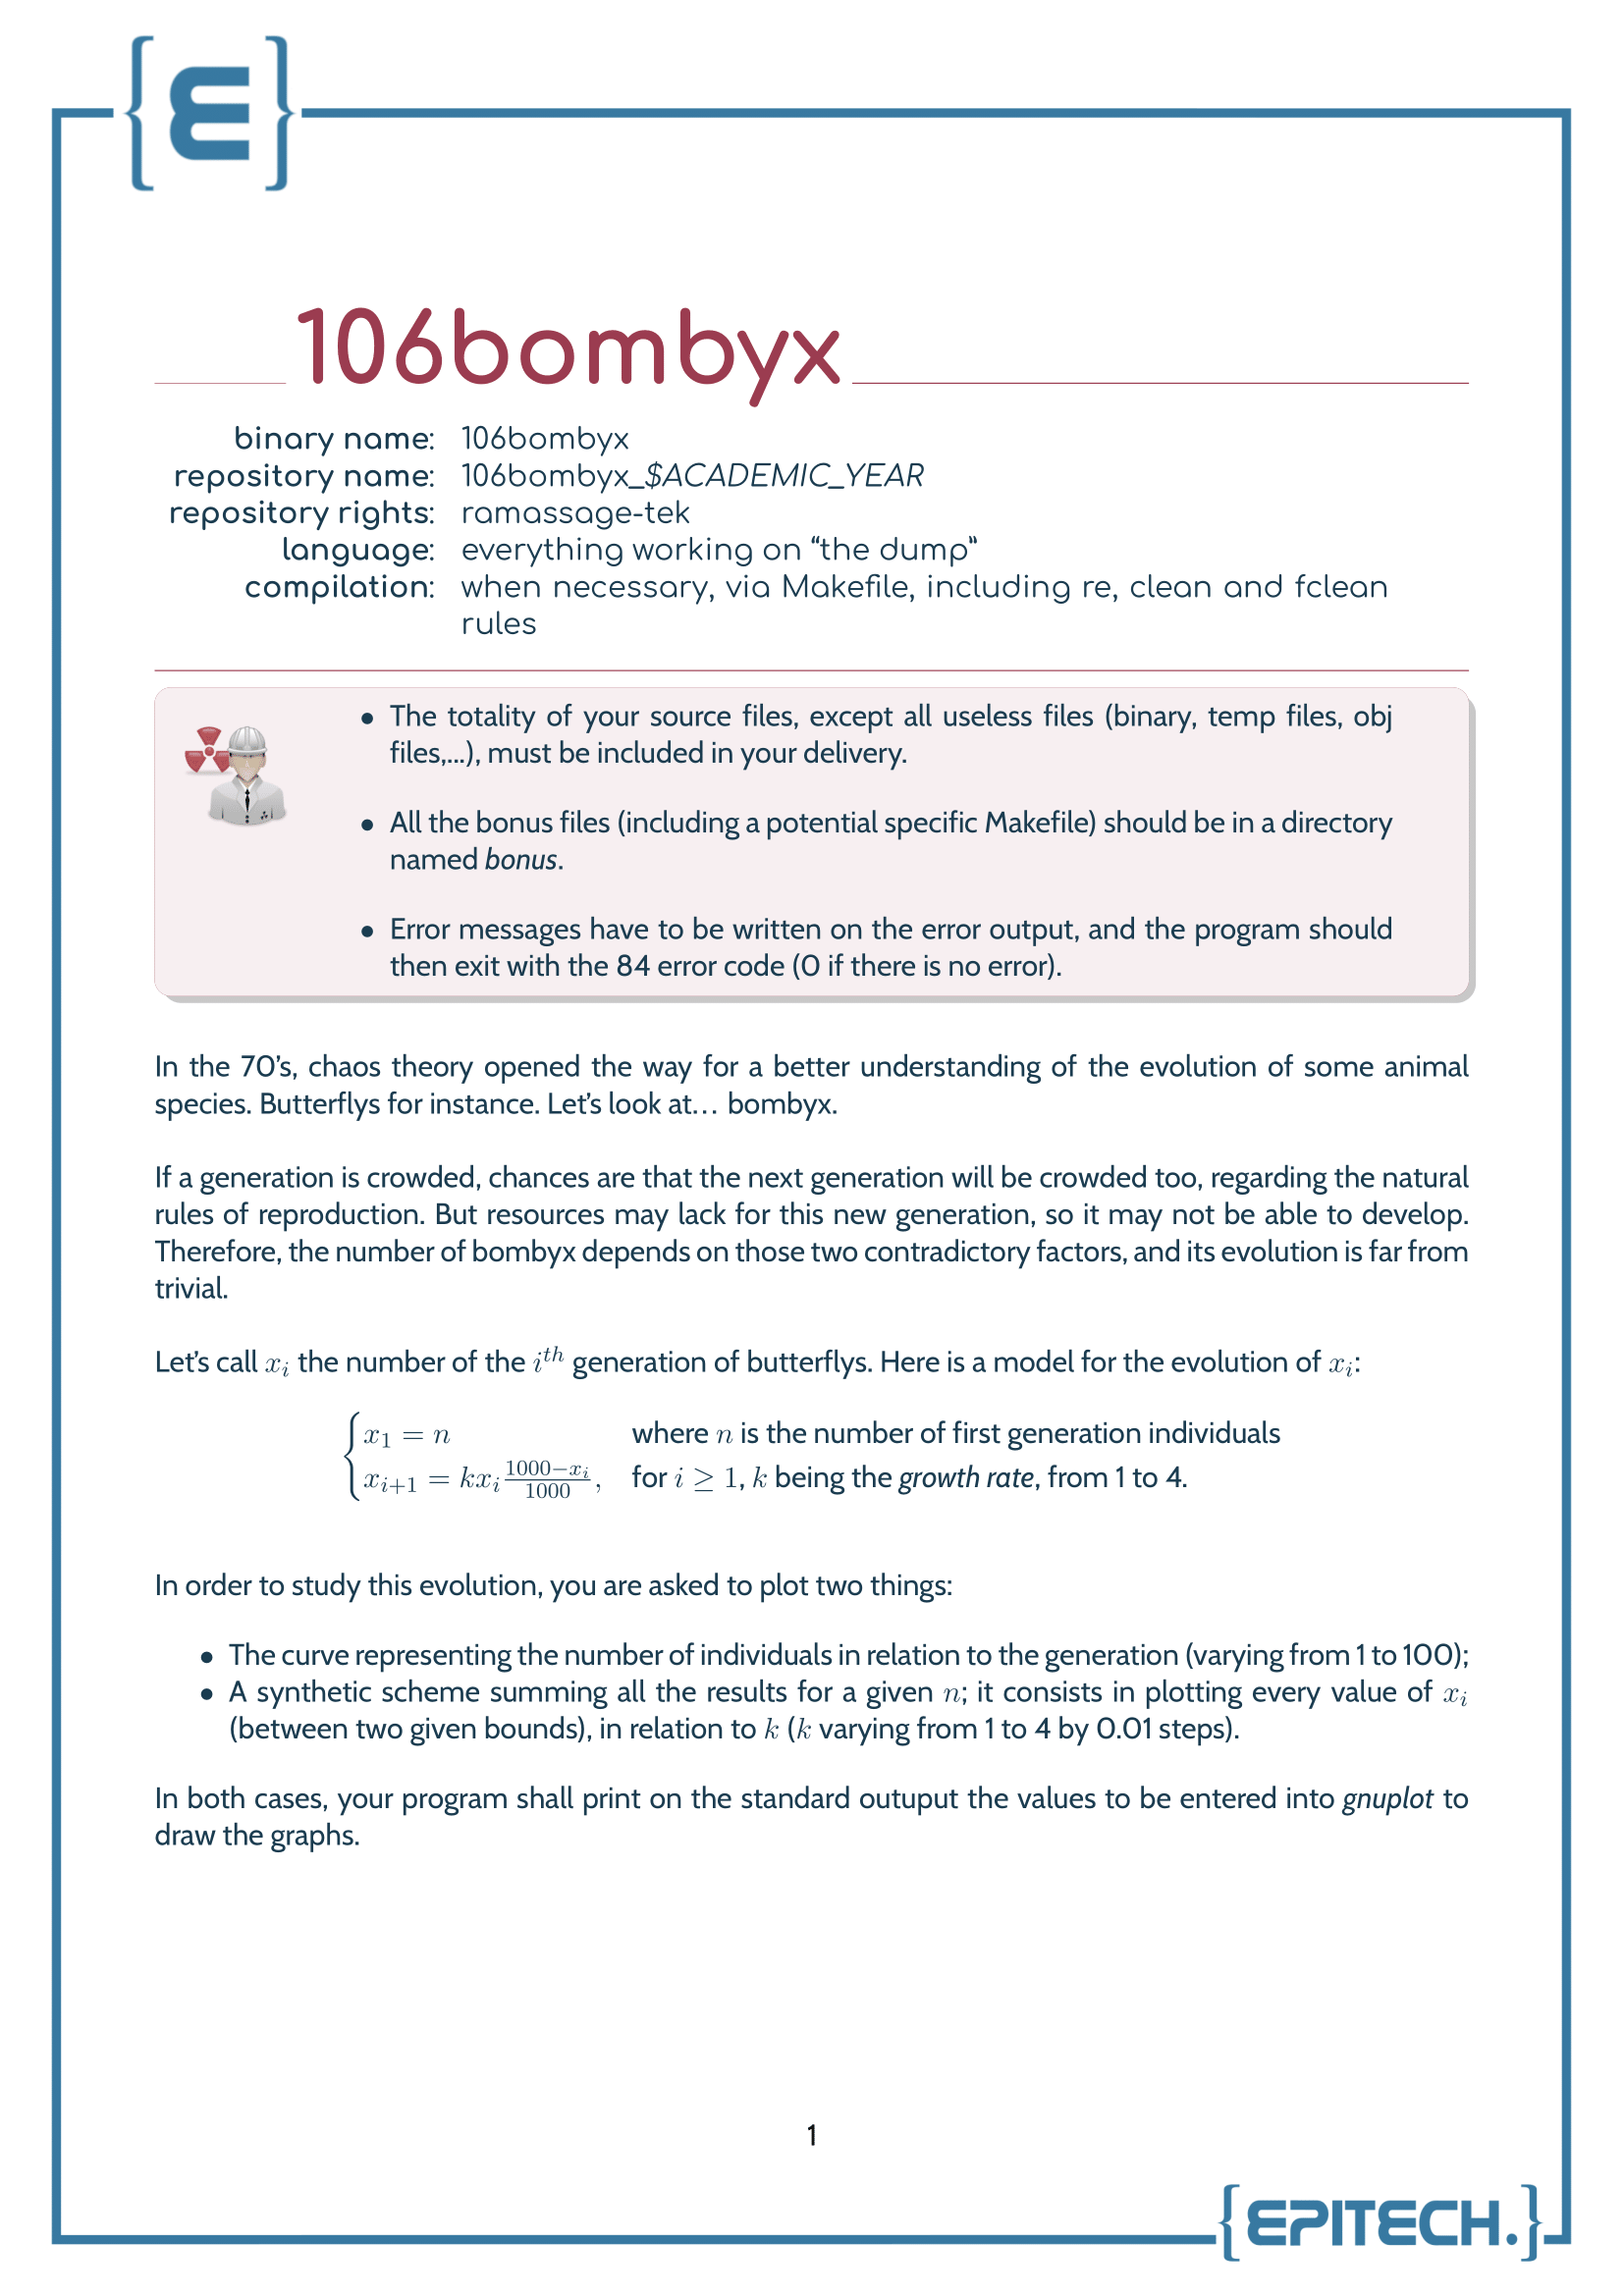 106bombyx
binary name: 106bombyx
repository name: 106bombyx_$ACADEMIC_YEAR
repository rights: ramassage-tek
language: everything working on “the dump”
compilation: when necessary, via Makefile, including re, clean and fclean
rules
• The totality of your source files, except all useless files (binary, temp files, obj
files,...), must be included in your delivery.
• All the bonus files (including a potential specific Makefile) should be in a directory
named bonus.
• Error messages have to be written on the error output, and the program should
then exit with the 84 error code (0 if there is no error).
In the 70’s, chaos theory opened the way for a better understanding of the evolution of some animal
species. Butterflys for instance. Let’s look at… bombyx.
If a generation is crowded, chances are that the next generation will be crowded too, regarding the natural
rules of reproduction. But resources may lack for this new generation, so it may not be able to develop.
Therefore, the number of bombyx depends on those two contradictory factors, and its evolution is far from
trivial.
Let’s call $x_i$ the number of the $i^{th}$ generation of butterflys. Here is a model for the evolution of $x_i$:
$x_1 = n$ where $n$ is the number of first generation individuals
$x_{i+1} = kx_i\frac{1000-x_i}{1000}$, for $i \geq 1$, $k$ being the growth rate, from 1 to 4.
In order to study this evolution, you are asked to plot two things:
• The curve representing the number of individuals in relation to the generation (varying from 1 to 100);
• A synthetic scheme summing all the results for a given $n$; it consists in plotting every value of $x_i$
(between two given bounds), in relation to $k$ ($k$ varying from 1 to 4 by 0.01 steps).
In both cases, your program shall print on the standard outuput the values to be entered into gnuplot to
draw the graphs.
1
{EPITECH.}